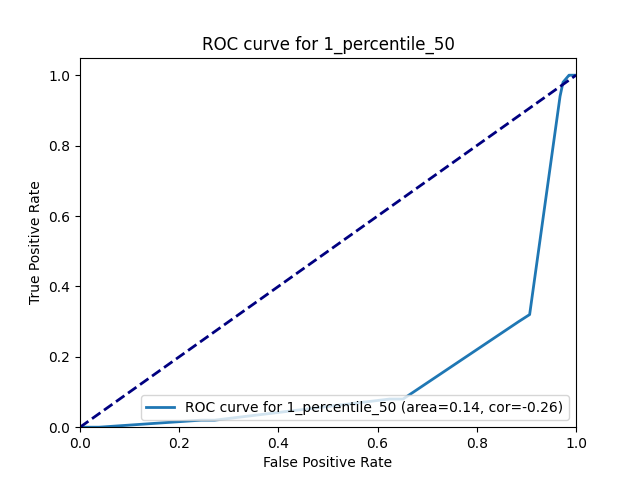 ROC curve for 1_percentile_50
1.0
0.8
0.6
0.4
0.2
0.0
True Positive Rate
ROC curve for 1_percentile_50 (area=0.14, cor=-0.26)
0.0 0.2 0.4 0.6 0.8 1.0
False Positive Rate